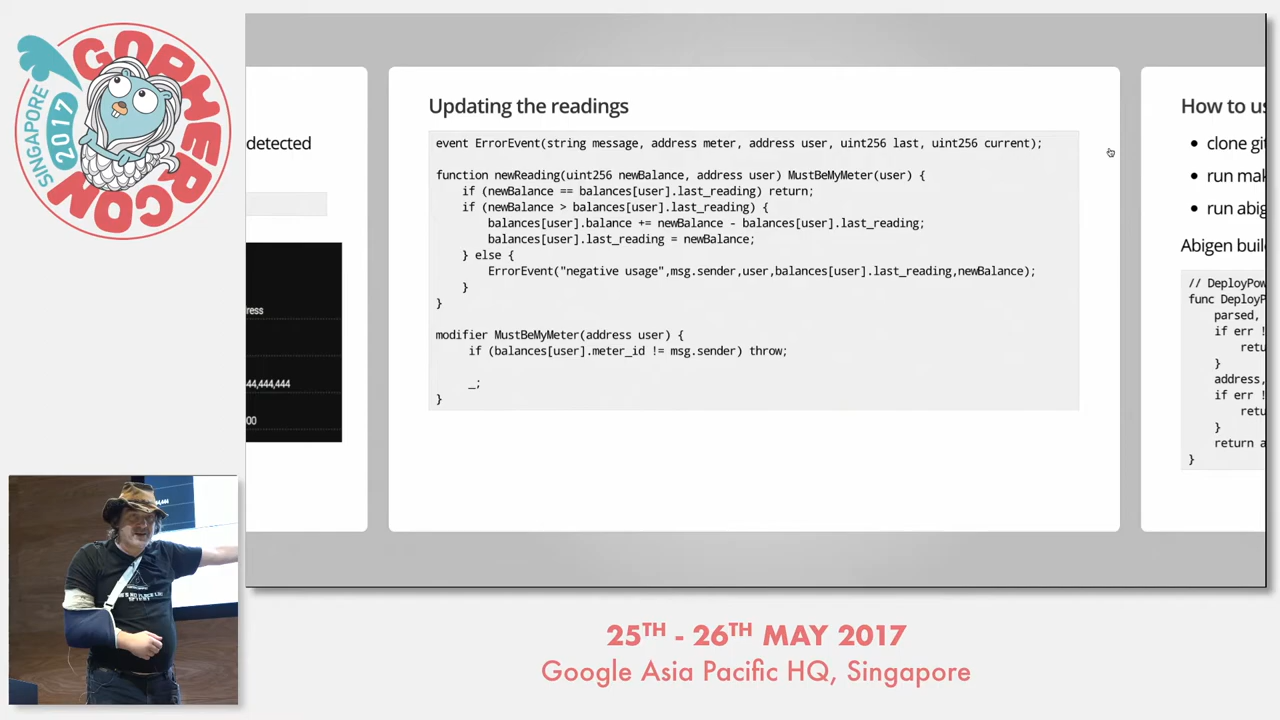 GOPHERCON
SINGAPORE
2017
detected
ress
44,444,444
00
Updating the readings
event ErrorEvent(string message, address meter, address user, uint256 last, uint256 current);
function newReading(uint256 newBalance, address user) MustBeMyMeter(user) {
if (newBalance == balances[user].last_reading) return;
if (newBalance > balances[user].last_reading) {
balances[user].balance += newBalance - balances[user].last_reading;
balances[user].last_reading = newBalance;
} else {
ErrorEvent("negative usage",msg.sender,user,balances[user].last_reading,newBalance);
}
}
modifier MustBeMyMeter(address user) {
if (balances[user].meter_id != msg.sender) throw;
_;
}
How to us
clone git
run mak
run abig
Abigen buil
// DeployPow
func DeployP
parsed,
if err !
retu
}
address,
if err !
retu
}
return a
}
25TH - 26TH MAY 2017
Google Asia Pacific HQ, Singapore